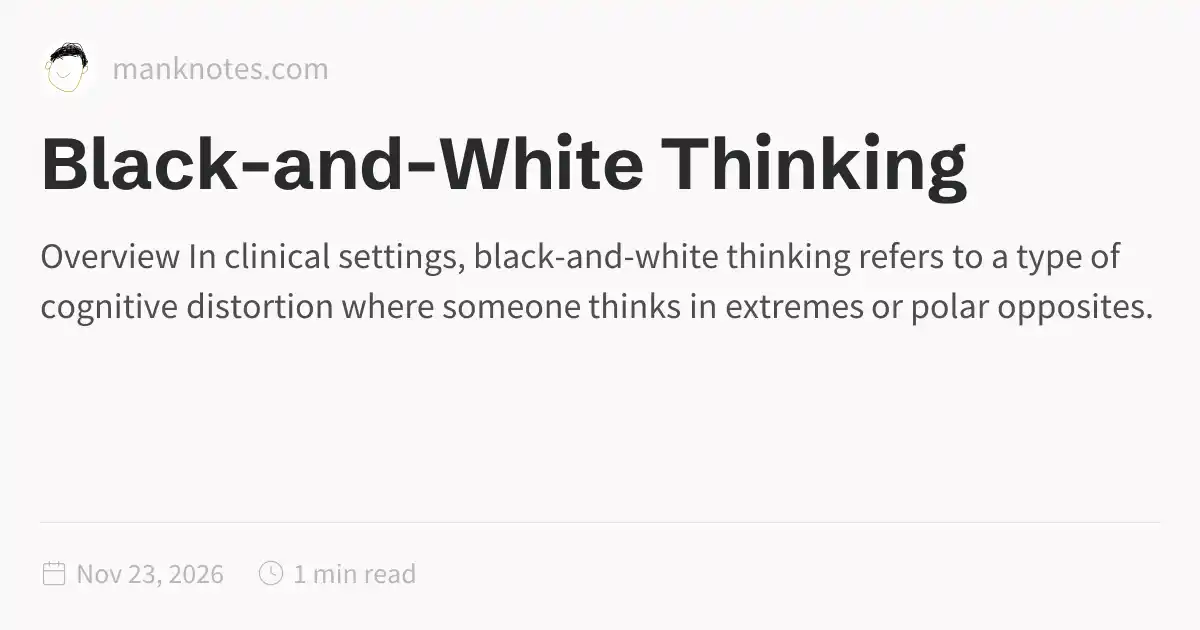 manknotes.com
Black-and-White Thinking
Overview In clinical settings, black-and-white thinking refers to a type of
cognitive distortion where someone thinks in extremes or polar opposites.
Nov 23, 2026 1 min read